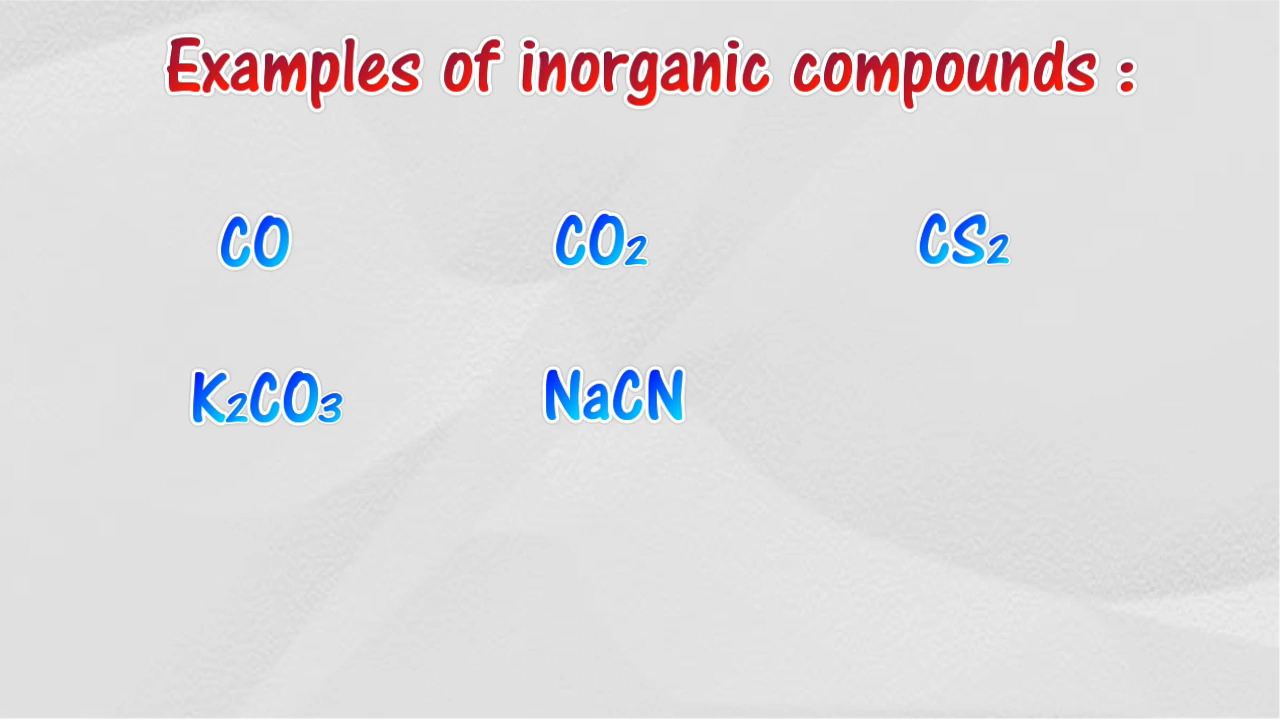 Examples of inorganic compounds :
CO CO₂ CS₂
K₂CO₃ NaCN